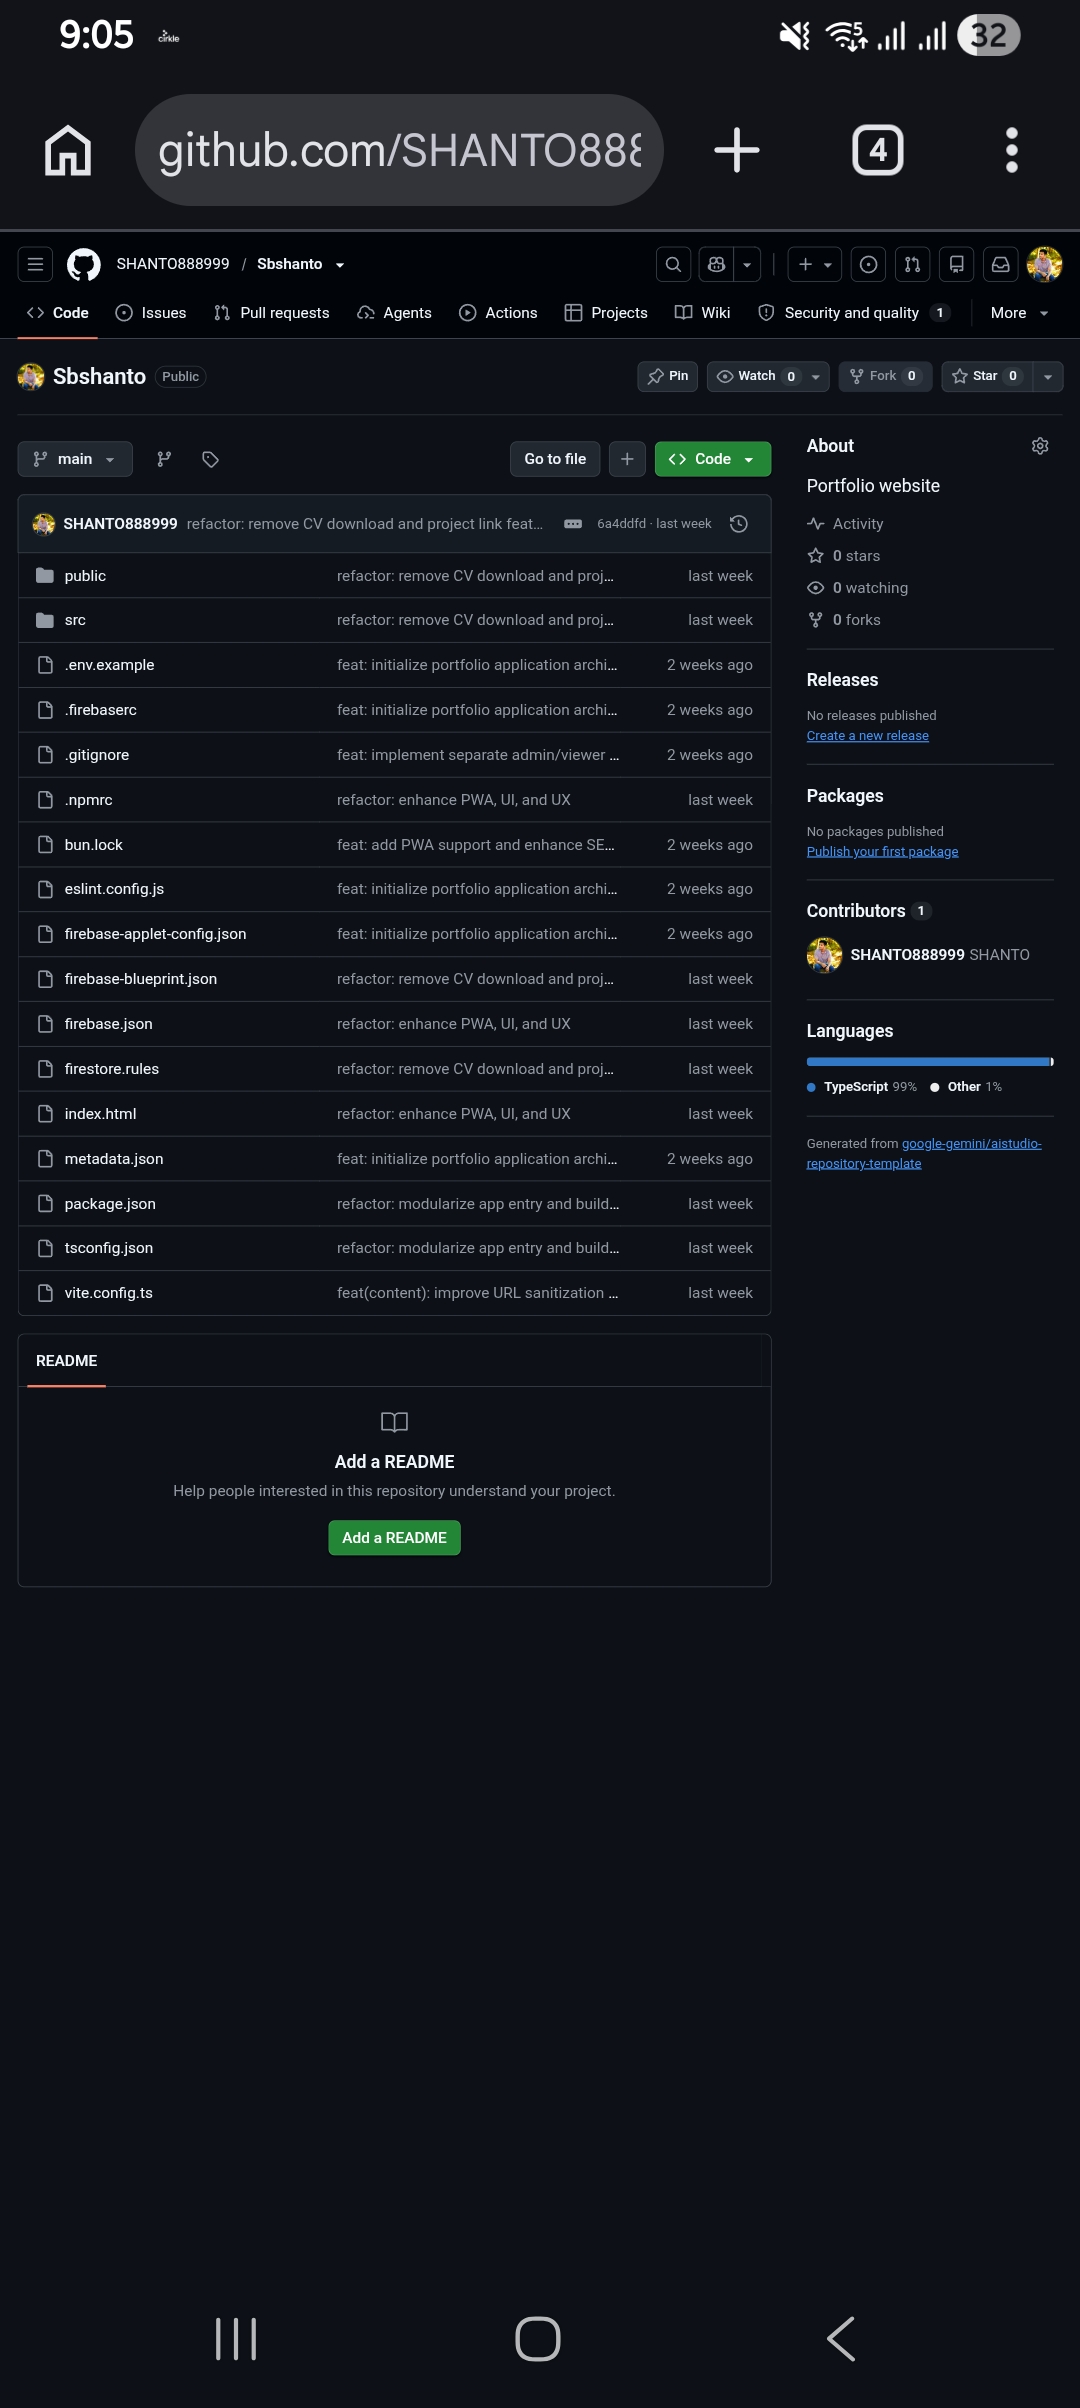 9:05
cirkle
5
32
github.com/SHANTO888
4
SHANTO888999 / Sbshanto
Code Issues Pull requests Agents Actions Projects Wiki Security and quality 1 More
Sbshanto Public
Pin Watch 0 Fork 0 Star 0
main Go to file Code
SHANTO888999 refactor: remove CV download and project link feat... 6a4ddfd · last week
public refactor: remove CV download and proj... last week
src refactor: remove CV download and proj... last week
.env.example feat: initialize portfolio application archi... 2 weeks ago
.firebaserc feat: initialize portfolio application archi... 2 weeks ago
.gitignore feat: implement separate admin/viewer ... 2 weeks ago
.npmrc refactor: enhance PWA, UI, and UX last week
bun.lock feat: add PWA support and enhance SE... 2 weeks ago
eslint.config.js feat: initialize portfolio application archi... 2 weeks ago
firebase-applet-config.json feat: initialize portfolio application archi... 2 weeks ago
firebase-blueprint.json refactor: remove CV download and proj... last week
firebase.json refactor: enhance PWA, UI, and UX last week
firestore.rules refactor: remove CV download and proj... last week
index.html refactor: enhance PWA, UI, and UX last week
metadata.json feat: initialize portfolio application archi... 2 weeks ago
package.json refactor: modularize app entry and build... last week
tsconfig.json refactor: modularize app entry and build... last week
vite.config.ts feat(content): improve URL sanitization ... last week
README
Add a README
Help people interested in this repository understand your project.
Add a README
About
Portfolio website
Activity
0 stars
0 watching
0 forks
Releases
No releases published
Create a new release
Packages
No packages published
Publish your first package
Contributors 1
SHANTO888999 SHANTO
Languages
TypeScript 99% Other 1%
Generated from google-gemini/aistudio-
repository-template